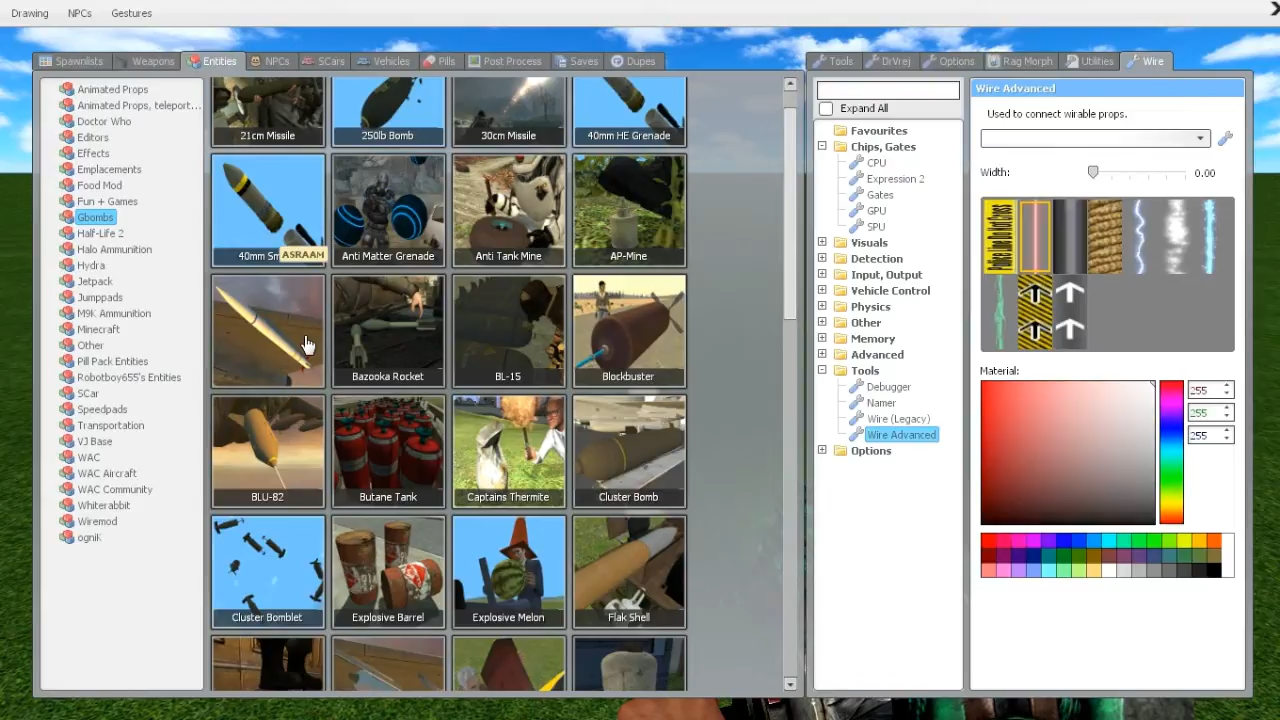 Drawing NPCs Gestures
Spawnlists Weapons Entities NPCs SCars Vehicles Pills Post Process Saves Dupes
Tools DrVrej Options Rag Morph Utilities Wire
Animated Props
Animated Props, teleport...
Doctor Who
Editors
Effects
Emplacements
Food Mod
Fun + Games
Gbombs
Half-Life 2
Halo Ammunition
Hydra
Jetpack
Jumppads
M9K Ammunition
Minecraft
Other
Pill Pack Entities
Robotboy655's Entities
SCar
Speedpads
Transportation
VJ Base
WAC
WAC Aircraft
WAC Community
Whiterabbit
Wiremod
ogniK
21cm Missile 250lb Bomb 30cm Missile 40mm HE Grenade
40mm Sm Anti Matter Grenade Anti Tank Mine AP-Mine
ASRAAM
Bazooka Rocket BL-15 Blockbuster
BLU-82 Butane Tank Captains Thermite Cluster Bomb
Cluster Bomblet Explosive Barrel Explosive Melon Flak Shell
Expand All
Favourites
Chips, Gates
CPU
Expression 2
Gates
GPU
SPU
Visuals
Detection
Input, Output
Vehicle Control
Physics
Other
Memory
Advanced
Tools
Debugger
Namer
Wire (Legacy)
Wire Advanced
Options
Wire Advanced
Used to connect wirable props.
Width: 0.00
Police Line Do Not Cross
Material:
255
255
255